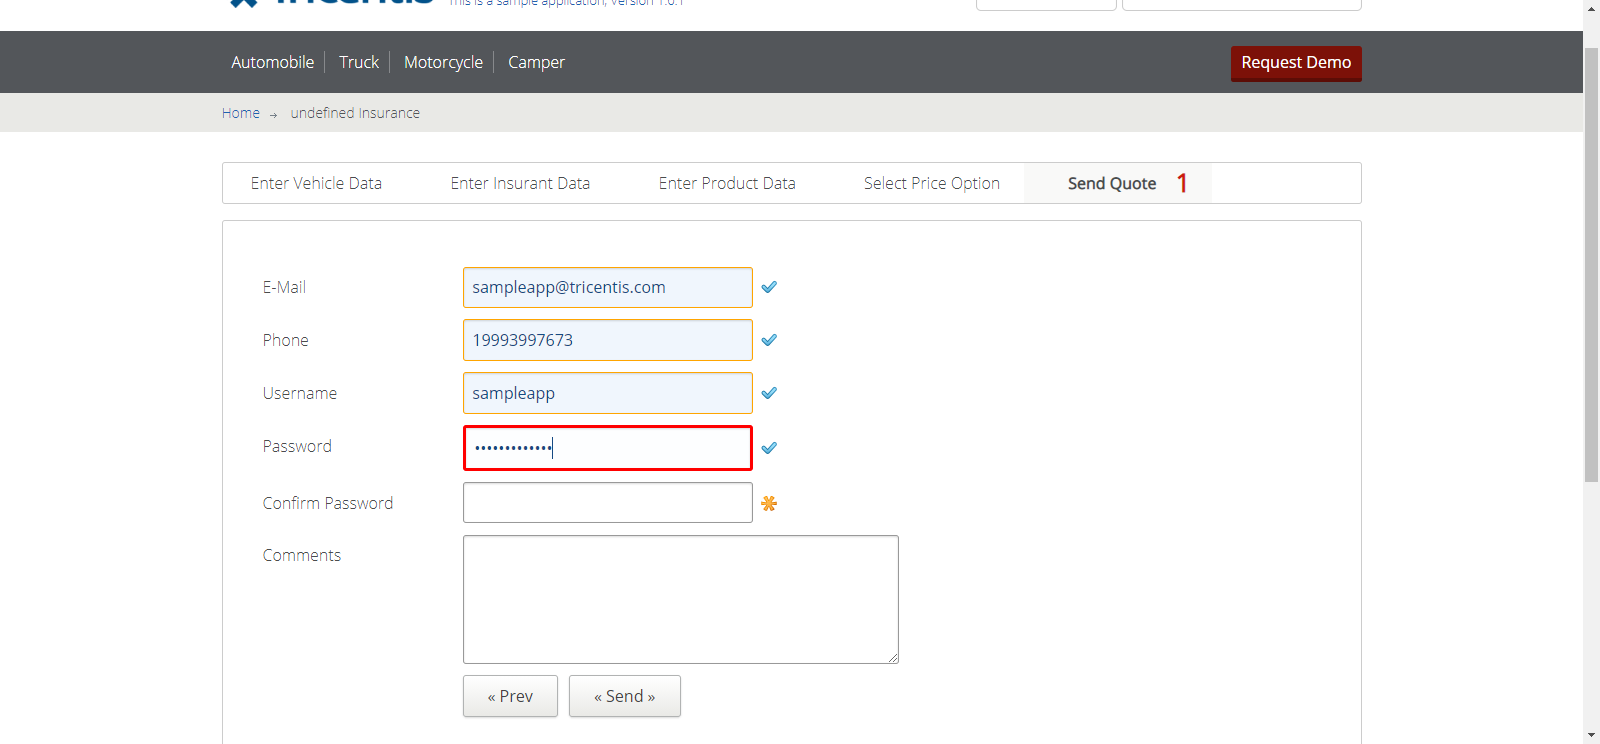 Tricentis This is a sample application, Version 1.0.1
Automobile Truck Motorcycle Camper Request Demo
Home → undefined Insurance
Enter Vehicle Data Enter Insurant Data Enter Product Data Select Price Option Send Quote 1
E-Mail sampleapp@tricentis.com
Phone 19993997673
Username sampleapp
Password •••••••••••••
Confirm Password
Comments
« Prev « Send »